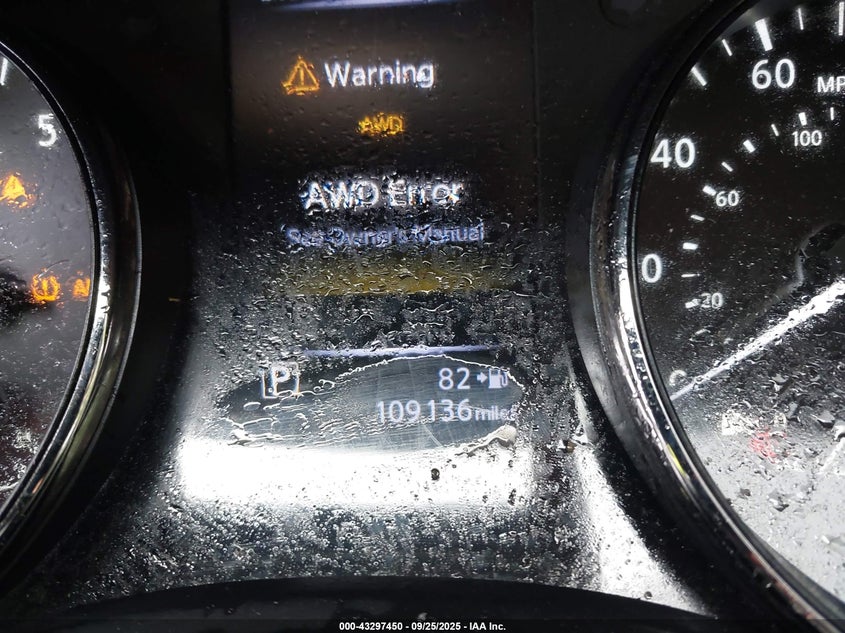 Warning
AWD
AWD Error
See Owner's Manual
P
82
109136 miles
5
60
MP
100
40
60
20
0
000-43297450 - 09/25/2025 - IAA Inc.